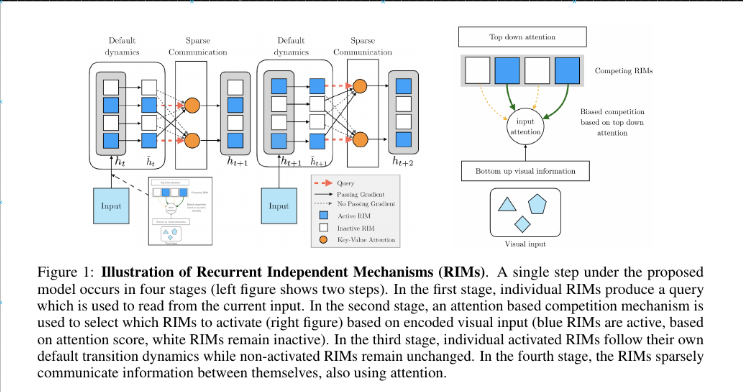 Default
dynamics
Sparse
Communication
Default
dynamics
Sparse
Communication
h_t
h̃_t
h_{t+1}
h_{t+1}
h̃_{t+1}
h_{t+2}
Input
Input
Query
Passing Gradient
No Passing Gradient
Active RIM
Inactive RIM
Key-Value Attention
Top down attention
Competing RIMs
input
attention
Biased competition
based on top down
attention
Bottom up visual information
Visual input
Figure 1: Illustration of Recurrent Independent Mechanisms (RIMs). A single step under the proposed
model occurs in four stages (left figure shows two steps). In the first stage, individual RIMs produce a query
which is used to read from the current input. In the second stage, an attention based competition mechanism is
used to select which RIMs to activate (right figure) based on encoded visual input (blue RIMs are active, based
on attention score, white RIMs remain inactive). In the third stage, individual activated RIMs follow their own
default transition dynamics while non-activated RIMs remain unchanged. In the fourth stage, the RIMs sparsely
communicate information between themselves, also using attention.